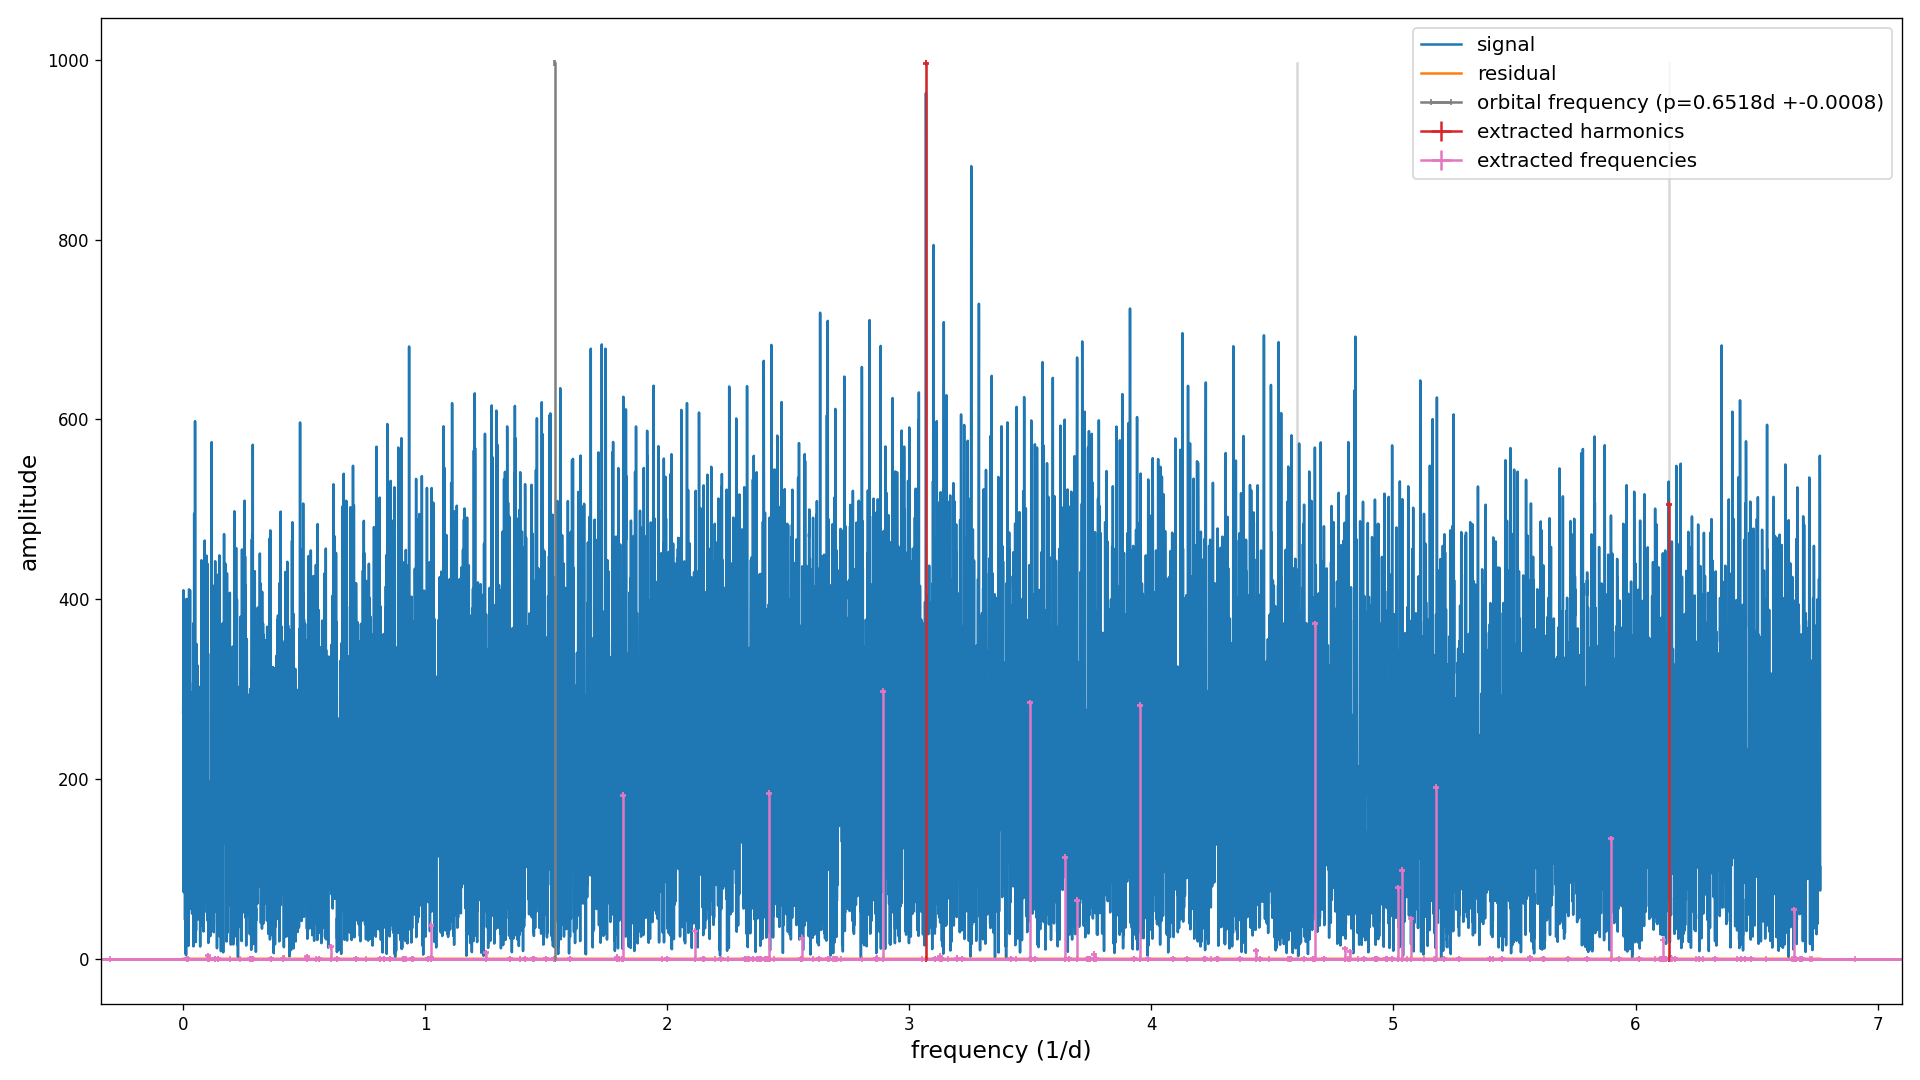 signal
residual
orbital frequency (p=0.6518d +-0.0008)
extracted harmonics
extracted frequencies
1000
800
600
400
200
0
amplitude
0 1 2 3 4 5 6 7
frequency (1/d)